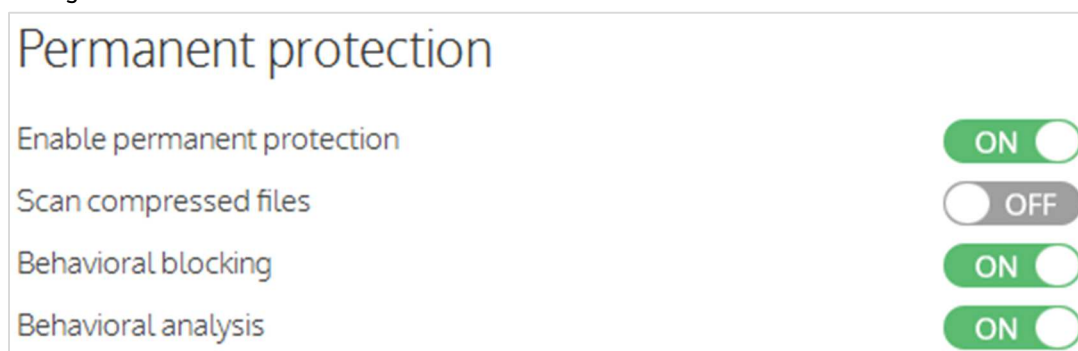 Permanent protection
Enable permanent protection ON
Scan compressed files OFF
Behavioral blocking ON
Behavioral analysis ON